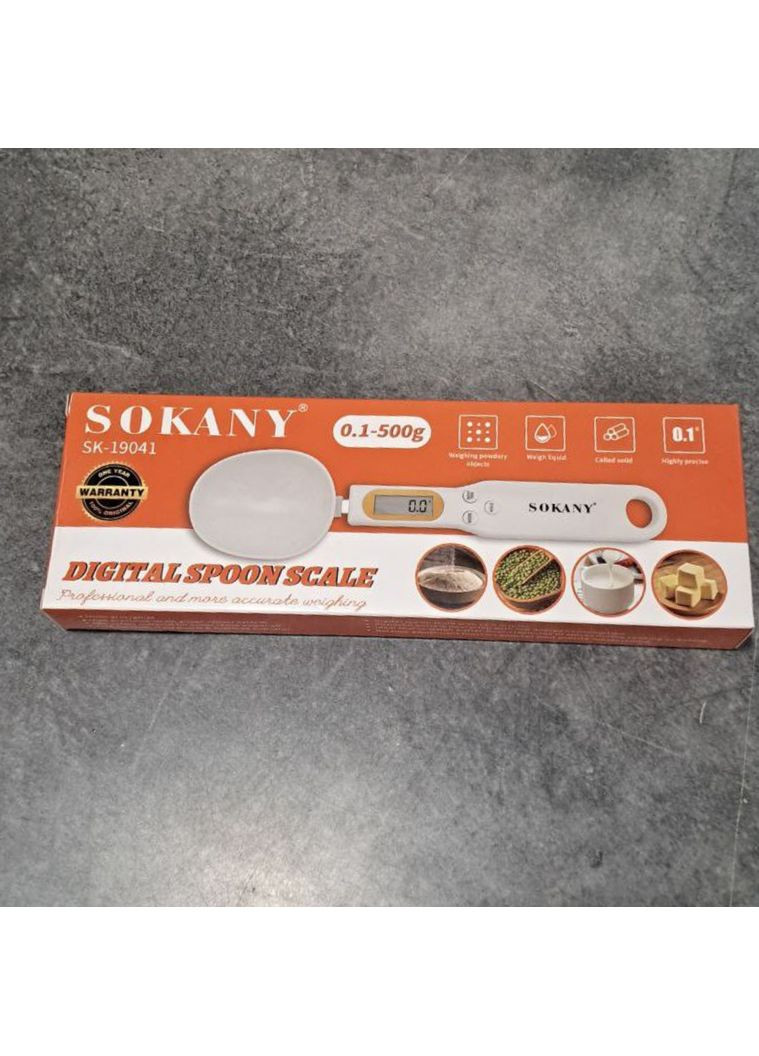 SOKANY®
SK-19041
0.1-500g
Weighing powdery
objects
Weigh liquid
Called solid
0.1°
Highly precise
ONE YEAR
WARRANTY
100% ORIGINAL
0.0
SOKANY
DIGITAL SPOON SCALE
Professional and more accurate weighing